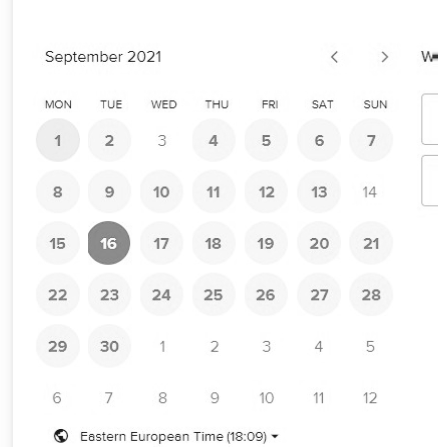 September 2021
MON TUE WED THU FRI SAT SUN
1 2 3 4 5 6 7
8 9 10 11 12 13 14
15 16 17 18 19 20 21
22 23 24 25 26 27 28
29 30 1 2 3 4 5
6 7 8 9 10 11 12
Eastern European Time (18:09)